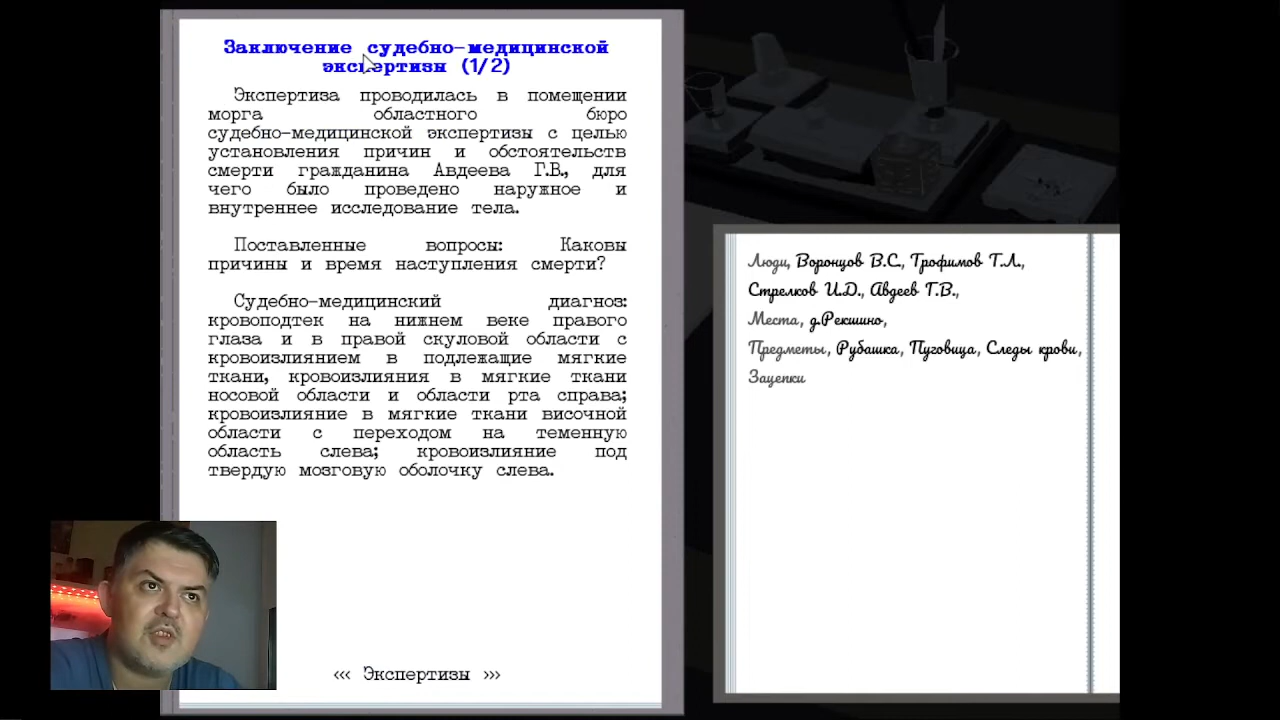 Заключение судебно-медицинской
экспертизы (1/2)
Экспертиза проводилась в помещении
морга областного бюро
судебно-медицинской экспертизы с целью
установления причин и обстоятельств
смерти гражданина Авдеева Г.В., для
чего было проведено наружное и
внутреннее исследование тела.
Поставленные вопросы: Каковы
причины и время наступления смерти?
Судебно-медицинский диагноз:
кровоподтек на нижнем веке правого
глаза и в правой скуловой области с
кровоизлиянием в подлежащие мягкие
ткани, кровоизлияния в мягкие ткани
носовой области и области рта справа;
кровоизлияние в мягкие ткани височной
области с переходом на теменную
область слева; кровоизлияние под
твердую мозговую оболочку слева.
‹‹‹ Экспертизы ›››
Люди, Воронцов В.С., Трофимов Т.Л.,
Стрелков И.Д., Авдеев Г.В.,
Места, д.Рекшино,
Предметы, Рубашка, Пуговица, Следы крови,
Зацепки